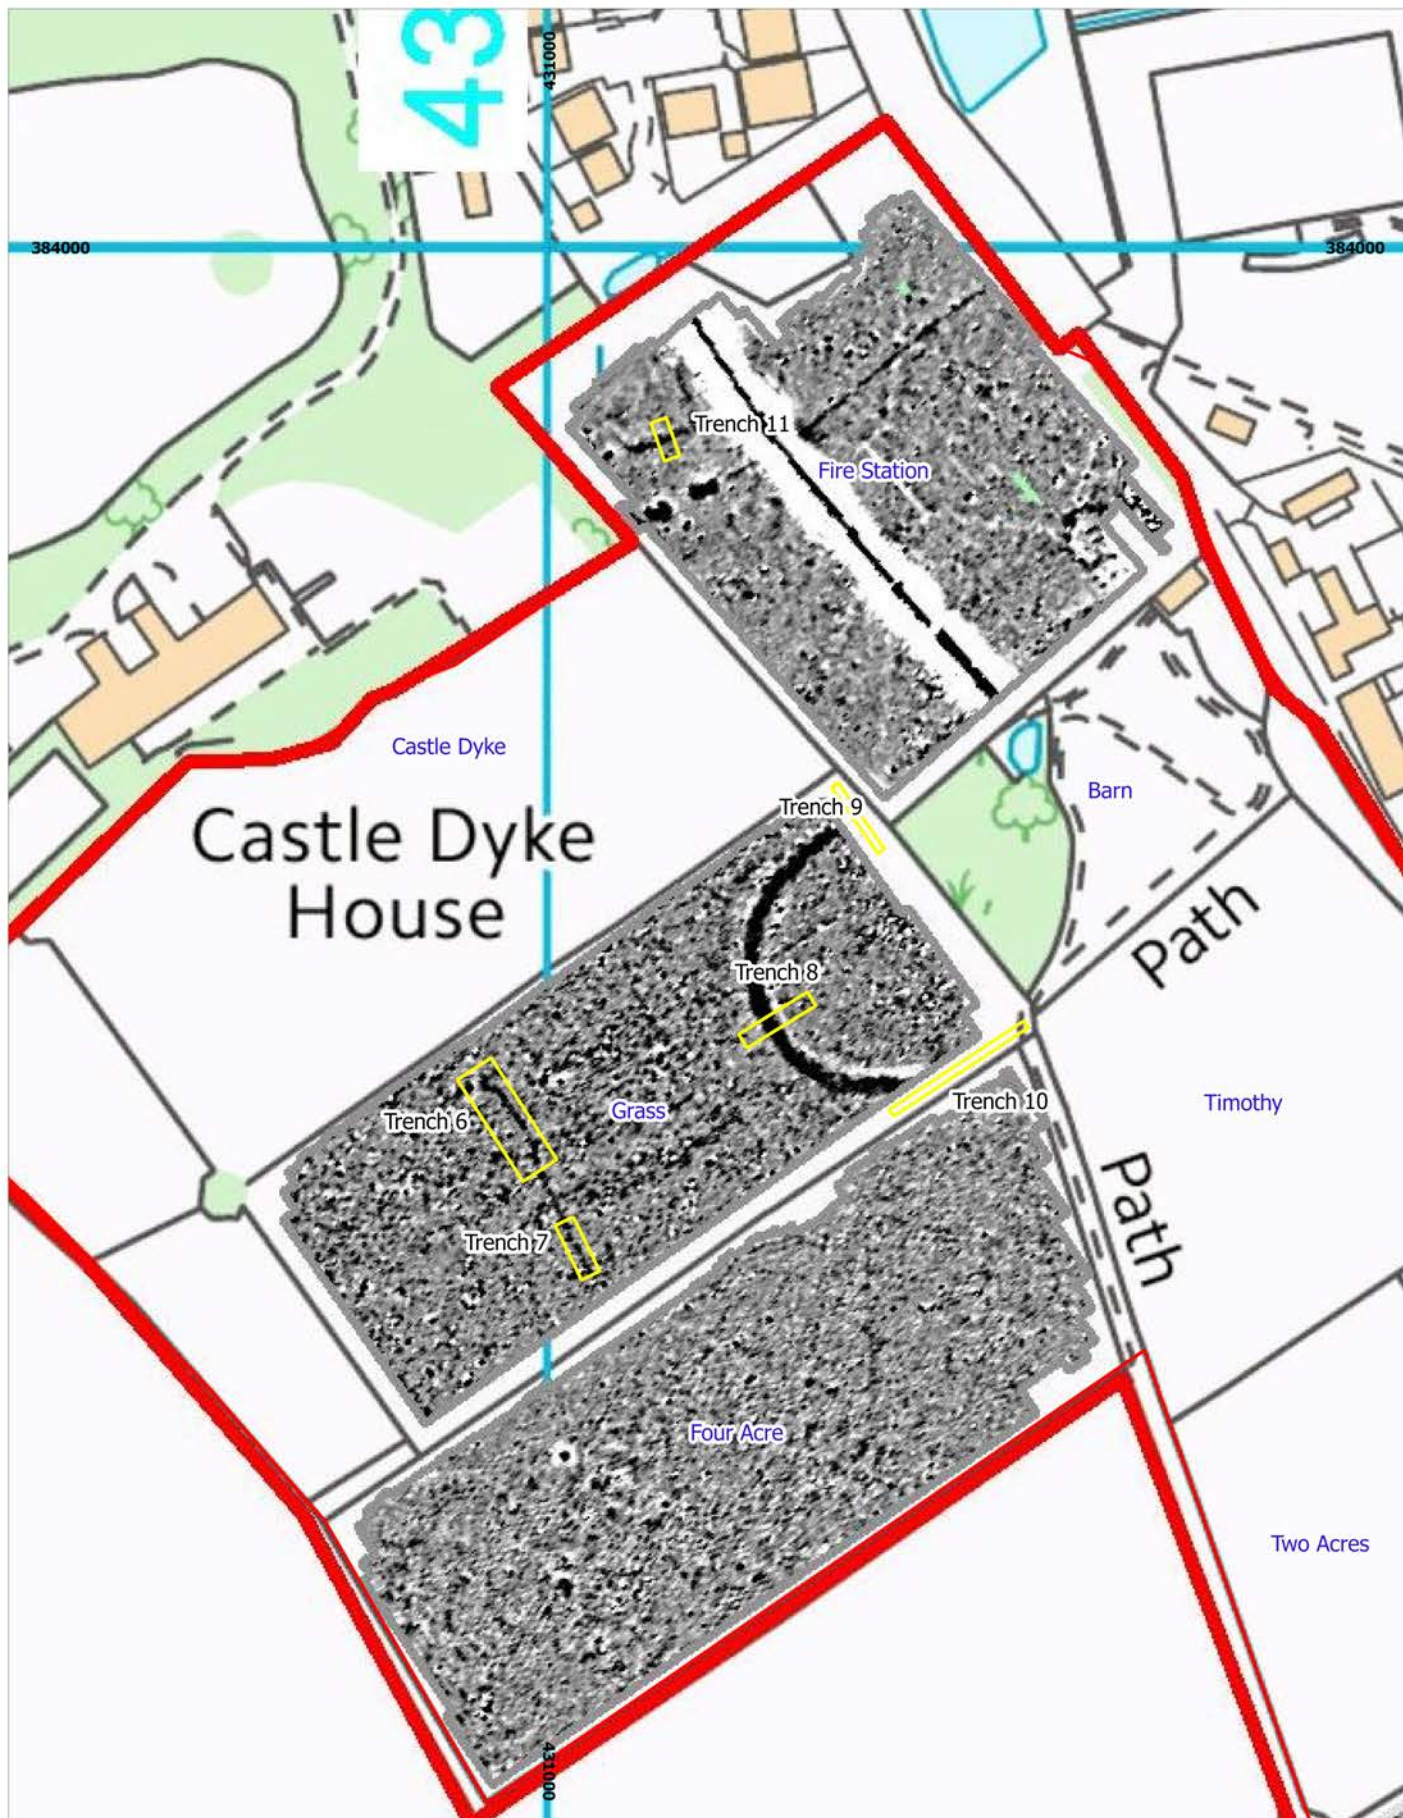 43
431000
384000
384000
Trench 11
Fire Station
Castle Dyke
Barn
Trench 9
Castle Dyke
House
Path
Trench 8
Trench 6
Grass
Trench 10
Timothy
Path
Trench 7
Four Acre
Two Acres
431000